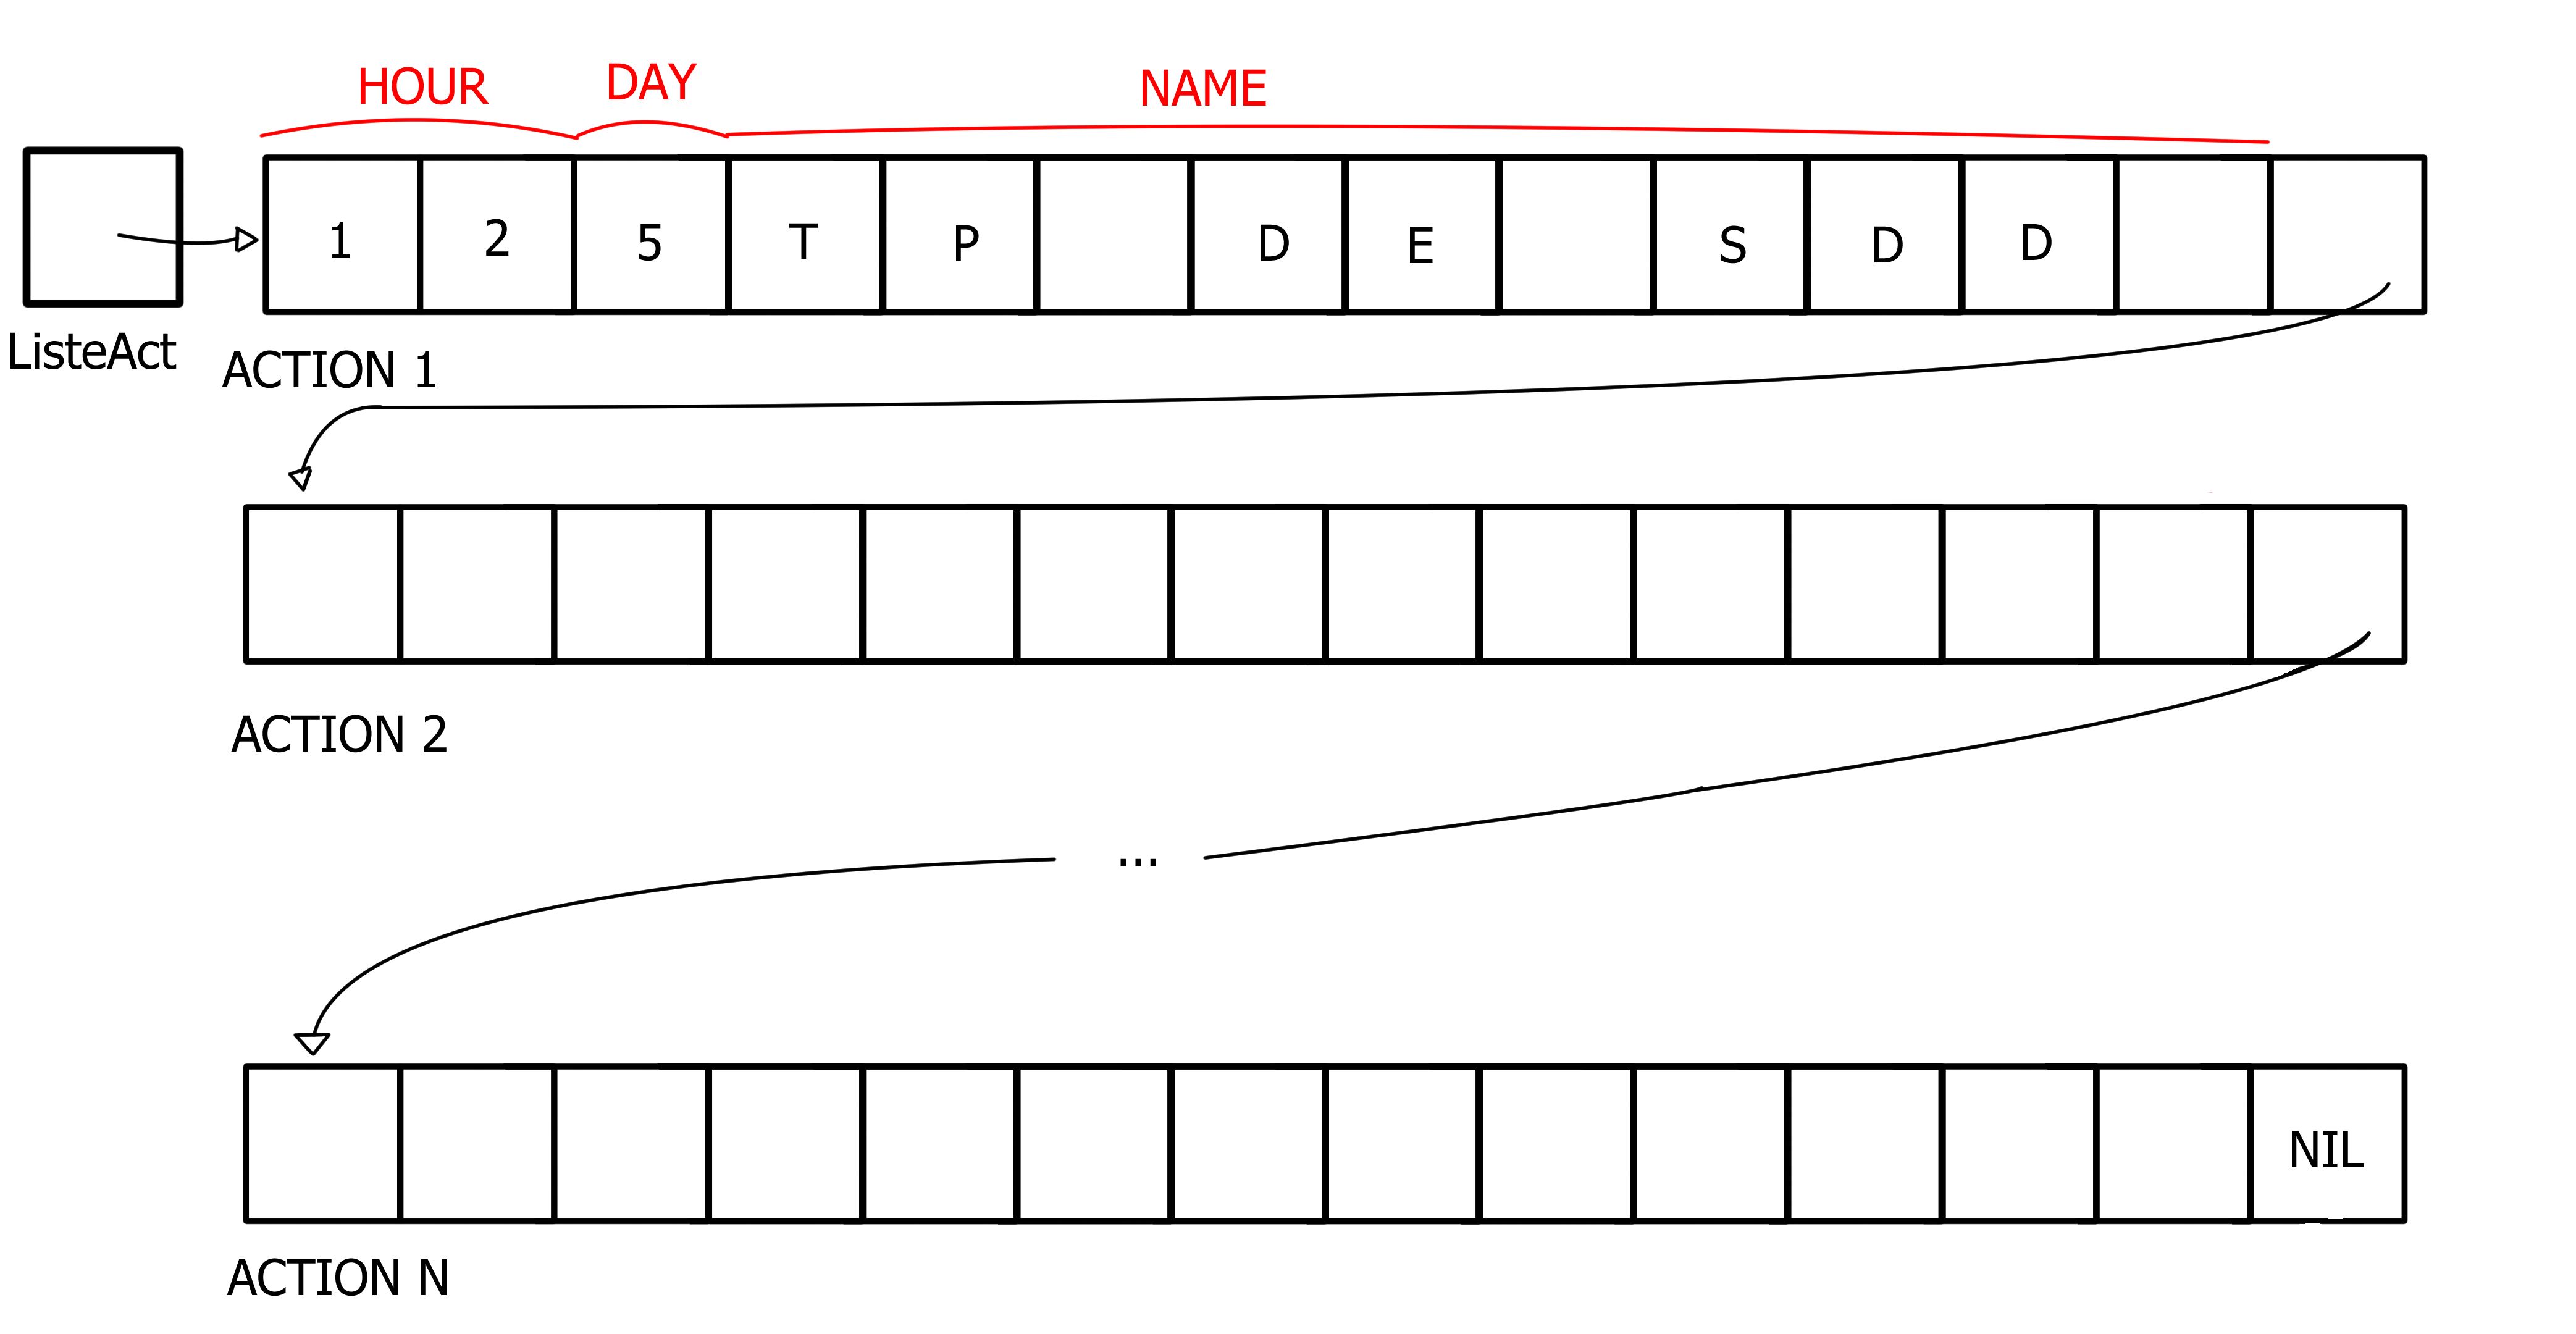 HOUR DAY NAME
1 2 5 T P D E S D D
ListeAct
ACTION 1
ACTION 2
...
NIL
ACTION N